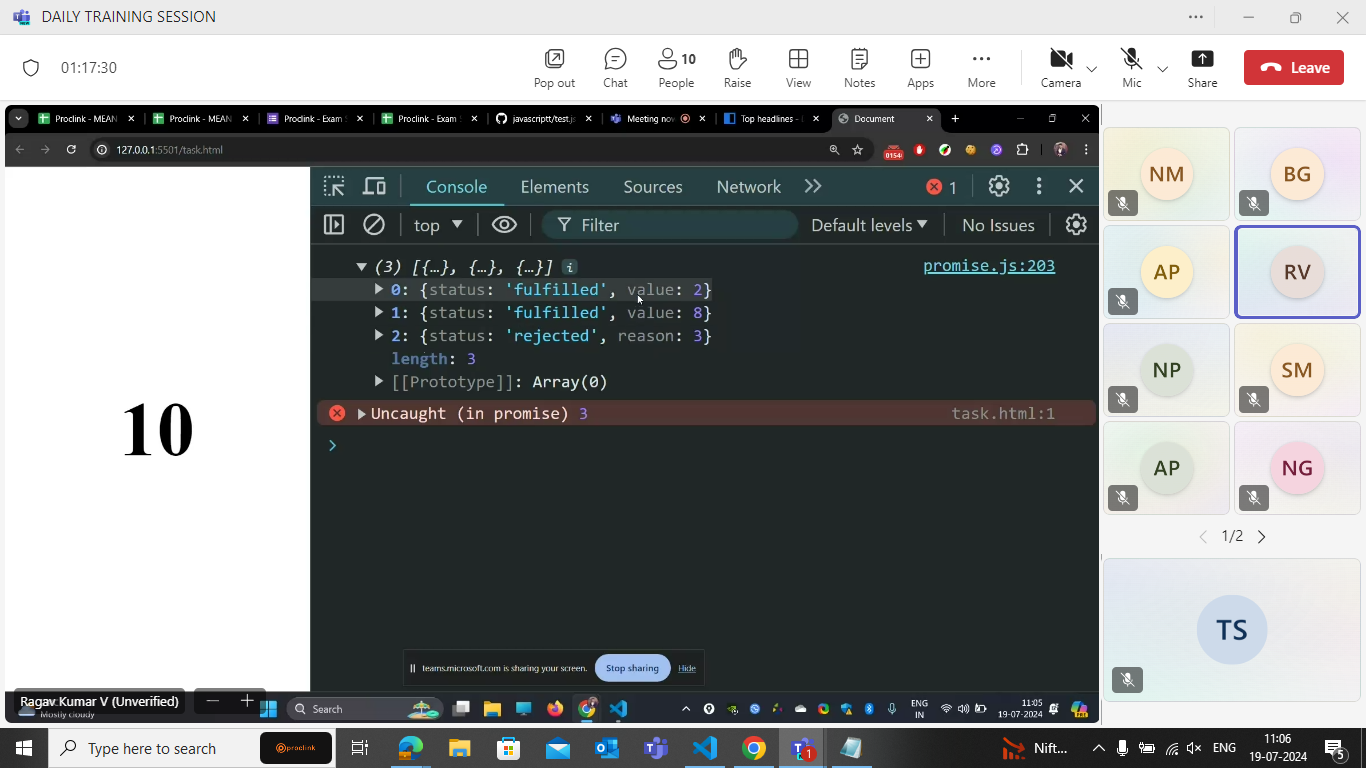 DAILY TRAINING SESSION
01:17:30
Pop out
Chat
10
People
Raise
View
Notes
Apps
More
Camera
Mic
Share
Leave
Proclink - MEAN
Proclink - MEAN
Proclink - Exam
Proclink - Exam
javascriptt/test.js
Meeting now
Top headlines -
Document
127.0.0.1:5501/task.html
Console
Elements
Sources
Network
1
top
Filter
Default levels
No Issues
(3) [{…}, {…}, {…}] i
promise.js:203
0: {status: 'fulfilled', value: 2}
1: {status: 'fulfilled', value: 8}
2: {status: 'rejected', reason: 3}
length: 3
[[Prototype]]: Array(0)
Uncaught (in promise) 3
task.html:1
10
teams.microsoft.com is sharing your screen.
Stop sharing
Hide
Ragav Kumar V (Unverified)
Mostly cloudy
Search
ENG
IN
11:05
19-07-2024
NM
BG
AP
RV
NP
SM
AP
NG
1/2
TS
Type here to search
proclink
1
Nift...
ENG
11:06
19-07-2024
5